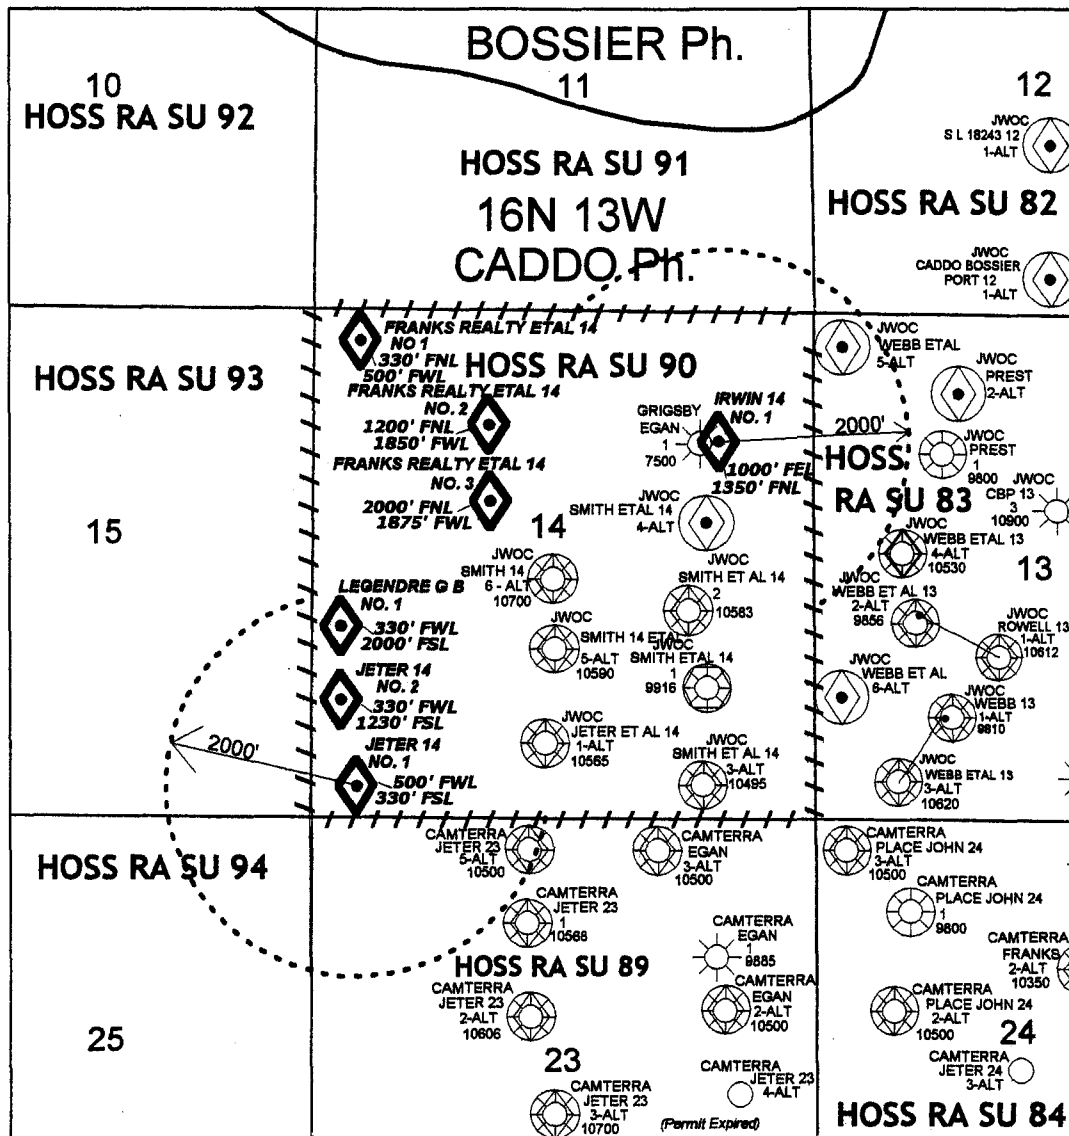 BOSSIER Ph.
10
HOSS RA SU 92
11
12
JWOC
S L 18243 12
1-ALT
HOSS RA SU 91
16N 13W
CADDO Ph.
HOSS RA SU 82
JWOC
CADDO BOSSIER
PORT 12
1-ALT
HOSS RA SU 93
15
FRANKS REALTY ETAL 14
NO 1
330' FNL
500' FWL
HOSS RA SU 90
FRANKS REALTY ETAL 14
NO. 2
1200' FNL
1850' FWL
FRANKS REALTY ETAL 14
NO. 3
2000' FNL
1875' FWL
GRIGSBY
EGAN
1
7500
IRWIN 14
NO. 1
1000' FEL
1350' FNL
2000'
JWOC
SMITH ETAL 14
4-ALT
14
JWOC
SMITH 14
6 - ALT
10700
JWOC
SMITH ET AL 14
2
10583
LEGENDRE G B
NO. 1
330' FWL
2000' FSL
JWOC
SMITH 14 ETAL
5-ALT
10590
JWOC
SMITH ETAL 14
1
9916
JETER 14
NO. 2
330' FWL
1230' FSL
JWOC
JETER ET AL 14
1-ALT
10565
JWOC
SMITH ET AL 14
3-ALT
10495
2000'
JETER 14
NO. 1
500' FWL
330' FSL
JWOC
WEBB ETAL
5-ALT
JWOC
PREST
2-ALT
JWOC
PREST
1
9800
HOSS
RA SU 83
JWOC
CBP 13
3
10900
JWOC
WEBB ETAL 13
4-ALT
10530
13
JWOC
WEBB ET AL 13
2-ALT
9856
JWOC
ROWELL 13
1-ALT
10612
JWOC
WEBB ETAL
6-ALT
JWOC
WEBB 13
1-ALT
9810
JWOC
WEBB ETAL 13
3-ALT
10620
HOSS RA SU 94
25
CAMTERRA
JETER 23
5-ALT
10500
CAMTERRA
EGAN
3-ALT
10500
CAMTERRA
JETER 23
1
10568
CAMTERRA
EGAN
1
9885
HOSS RA SU 89
CAMTERRA
JETER 23
2-ALT
10606
CAMTERRA
EGAN
2-ALT
10500
23
CAMTERRA
JETER 23
3-ALT
10700
CAMTERRA
JETER 23
4-ALT
(Permit Expired)
CAMTERRA
PLACE JOHN 24
3-ALT
10500
CAMTERRA
PLACE JOHN 24
1
9800
CAMTERRA
FRANKS
2-ALT
10350
CAMTERRA
PLACE JOHN 24
2-ALT
10500
24
CAMTERRA
JETER 24
3-ALT
HOSS RA SU 84